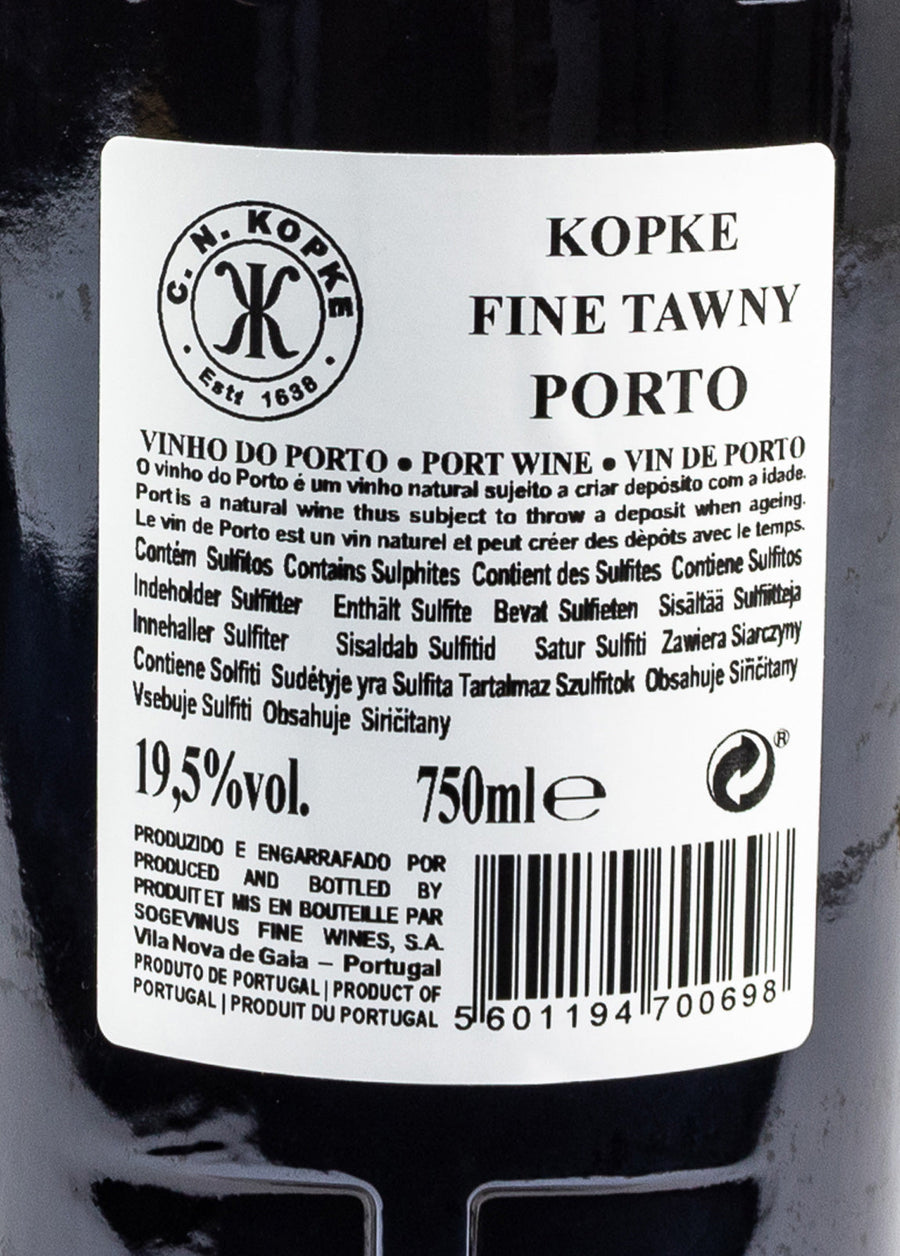 C. N. KOPKE
Estd 1638
KOPKE
FINE TAWNY
PORTO
VINHO DO PORTO • PORT WINE • VIN DE PORTO
O vinho do Porto é um vinho natural sujeito a criar depósito com a idade.
Port is a natural wine thus subject to throw a deposit when ageing.
Le vin de Porto est un vin naturel et peut créer des dèpôts avec le temps.
Contém Sulfitos Contains Sulphites Contient des Sulfites Contiene Sulfitos
Indeholder Sulfitter Enthält Sulfite Bevat Sulfieten Sisältää Sulfiitteja
Innehaller Sulfiter Sisaldab Sulfitid Satur Sulfiti Zawiera Siarczyny
Contiene Solfiti Sudėtyje yra Sulfita Tartalmaz Szulfitok Obsahuje Siřičitany
Vsebuje Sulfiti Obsahuje Siričitany
19,5%vol. 750ml ℮ ®
PRODUZIDO E ENGARRAFADO POR
PRODUCED AND BOTTLED BY
PRODUIT ET MIS EN BOUTEILLE PAR
SOGEVINUS FINE WINES, S.A.
Vila Nova de Gaia – Portugal
PRODUTO DE PORTUGAL | PRODUCT OF
PORTUGAL | PRODUIT DU PORTUGAL
5 601194 700698